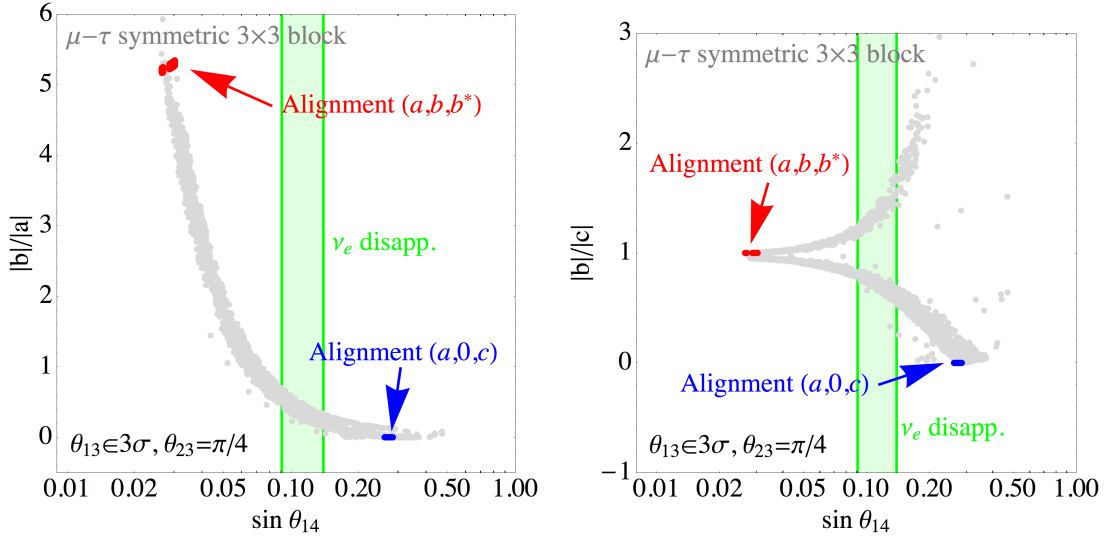 6
5
4
3
2
1
0
|b|/|a|
μ−τ symmetric 3×3 block
Alignment (a,b,b*)
νe disapp.
Alignment (a,0,c)
θ13∈3σ, θ23=π/4
0.01 0.02 0.05 0.10 0.20 0.50 1.00
sin θ14
3
2
1
0
−1
|b|/|c|
μ−τ symmetric 3×3 block
Alignment (a,b,b*)
Alignment (a,0,c)
νe disapp.
θ13∈3σ, θ23=π/4
0.01 0.02 0.05 0.10 0.20 0.50 1.00
sin θ14